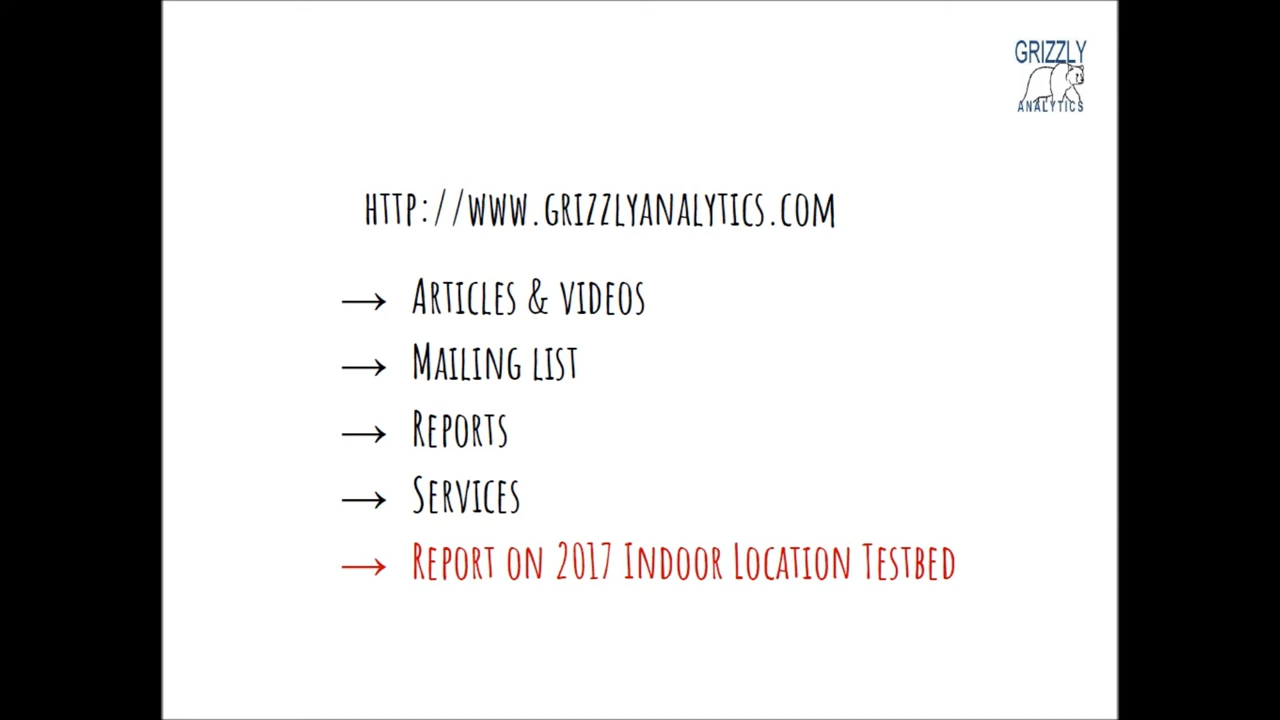 GRIZZLY
ANALYTICS
HTTP://WWW.GRIZZLYANALYTICS.COM
→ ARTICLES & VIDEOS
→ MAILING LIST
→ REPORTS
→ SERVICES
→ REPORT ON 2017 INDOOR LOCATION TESTBED